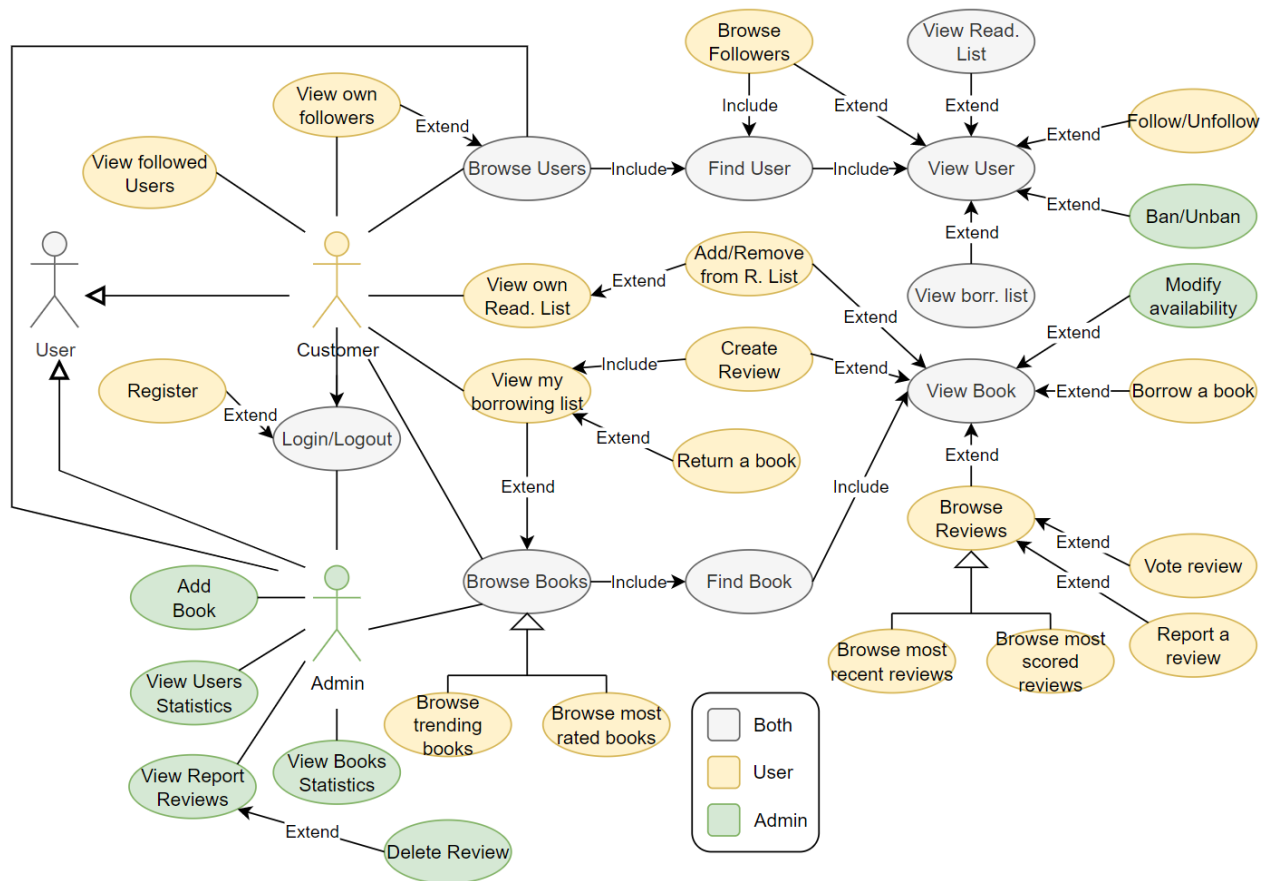 Browse
Followers
View Read.
List
View own
followers
Extend
Include
Extend
Extend
Follow/Unfollow
Extend
View followed
Users
Browse Users
Include
Find User
Include
View User
Extend
Ban/Unban
Extend
Add/Remove
from R. List
View own
Read. List
Extend
View borr. list
Modify
availability
User
Customer
Extend
Extend
Include
Create
Review
Extend
Register
View my
borrowing list
View Book
Extend
Borrow a book
Extend
Login/Logout
Extend
Return a book
Extend
Extend
Include
Browse
Reviews
Extend
Vote review
Add
Book
Browse Books
Include
Find Book
Extend
Browse most
recent reviews
Browse most
scored
reviews
Report a
review
View Users
Statistics
Admin
Browse
trending
books
Browse most
rated books
Both
View Report
Reviews
View Books
Statistics
User
Admin
Extend
Delete Review